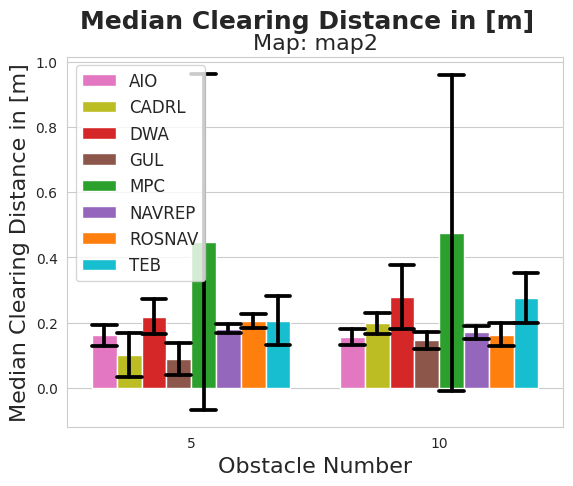 Median Clearing Distance in [m]
Map: map2
Median Clearing Distance in [m]
1.0
0.8
0.6
0.4
0.2
0.0
AIO
CADRL
DWA
GUL
MPC
NAVREP
ROSNAV
TEB
5
10
Obstacle Number